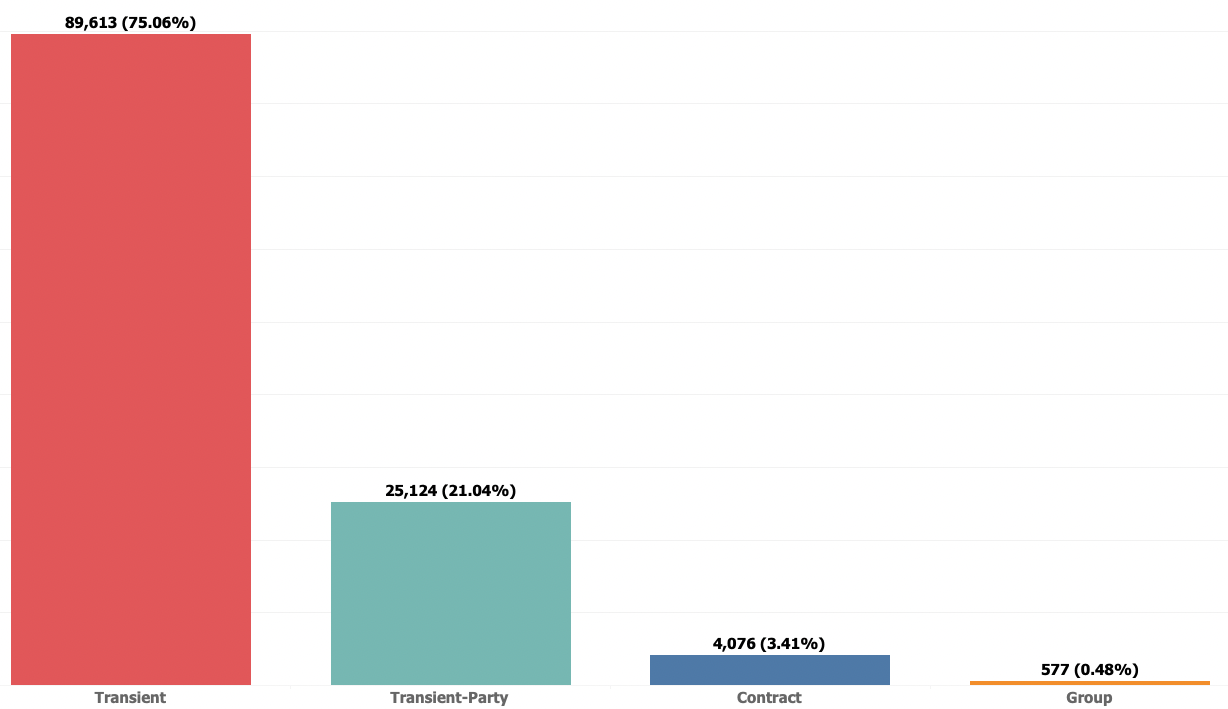 89,613 (75.06%)
25,124 (21.04%)
4,076 (3.41%)
577 (0.48%)
Transient
Transient-Party
Contract
Group